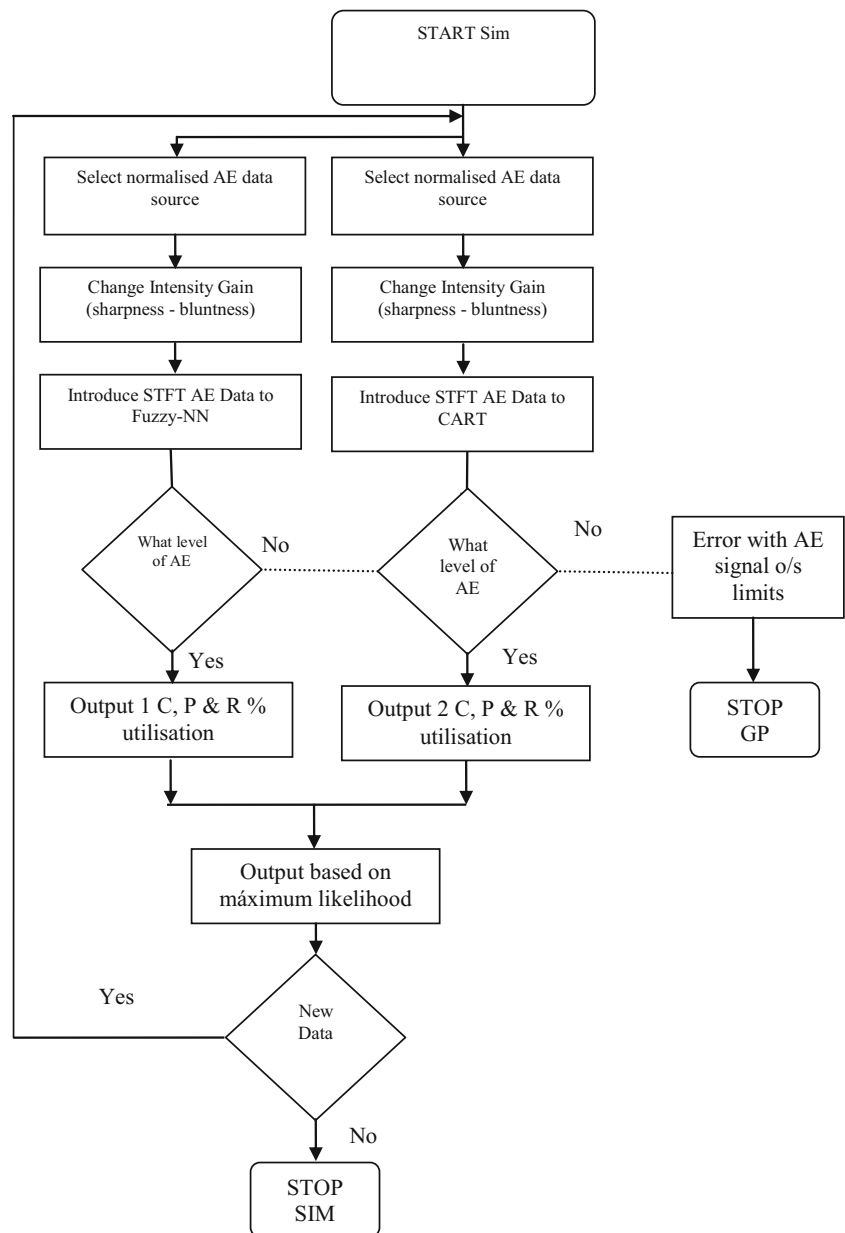 START Sim
Select normalised AE data
source
Select normalised AE data
source
Change Intensity Gain
(sharpness - bluntness)
Change Intensity Gain
(sharpness - bluntness)
Introduce STFT AE Data to
Fuzzy-NN
Introduce STFT AE Data to
CART
What level
of AE
No
What
level of
AE
No
Error with AE
signal o/s
limits
Yes
Yes
Output 1 C, P & R %
utilisation
Output 2 C, P & R %
utilisation
STOP
GP
Output based on
máximum likelihood
Yes
New
Data
No
STOP
SIM